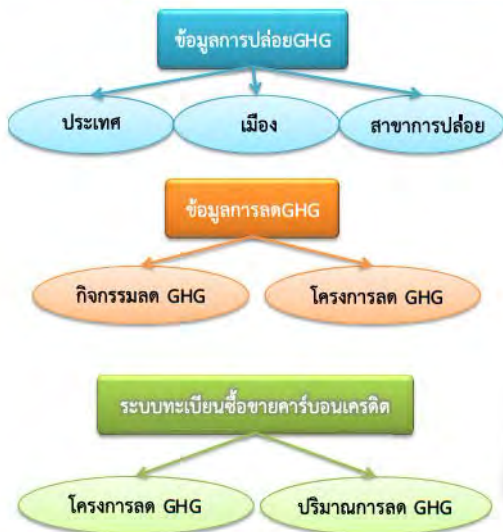 ข้อมูลการปล่อยGHG
ประเทศ
เมือง
สาขาการปล่อย
ข้อมูลการลดGHG
กิจกรรมลด GHG
โครงการลด GHG
ระบบทะเบียนซื้อขายคาร์บอนเครดิต
โครงการลด GHG
ปริมาณการลด GHG